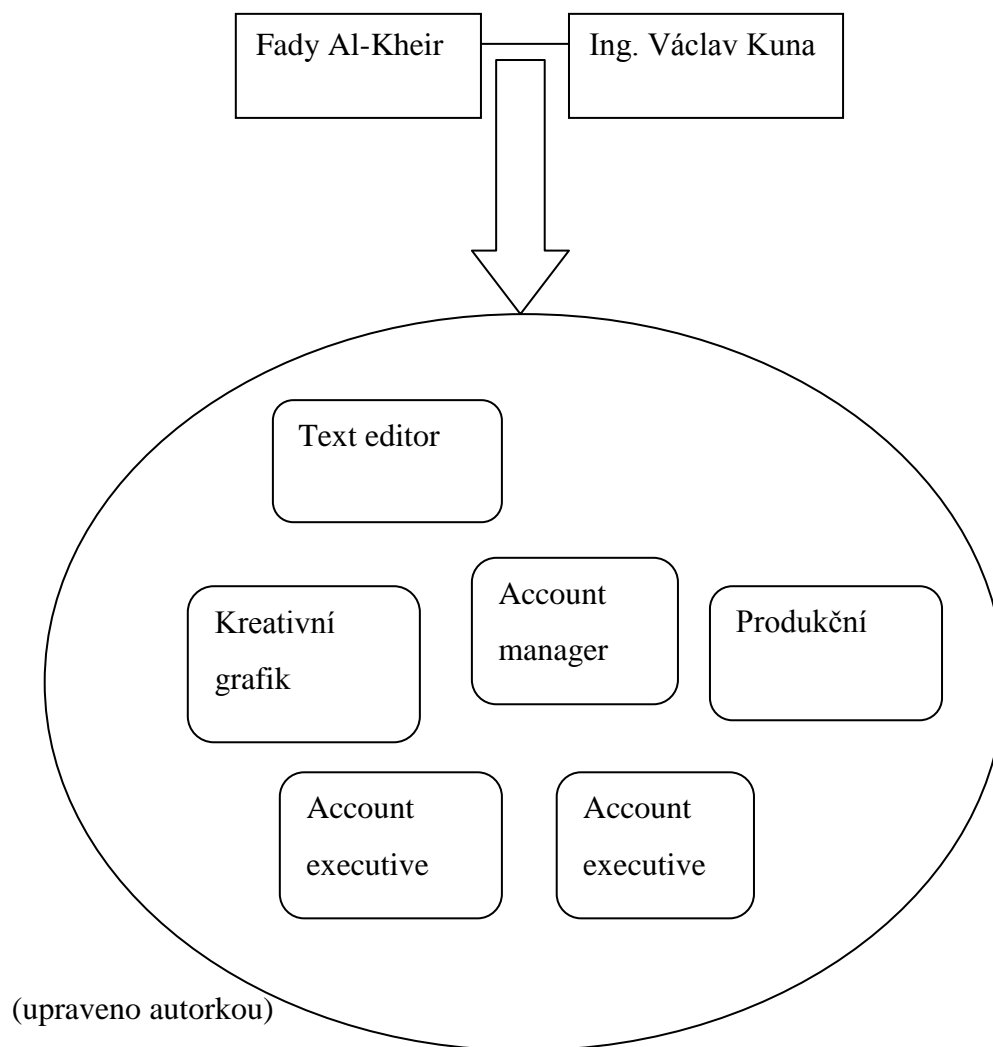 Fady Al-Kheir
Ing. Václav Kuna
Text editor
Kreativní
grafik
Account
manager
Produkční
Account
executive
Account
executive
(upraveno autorkou)